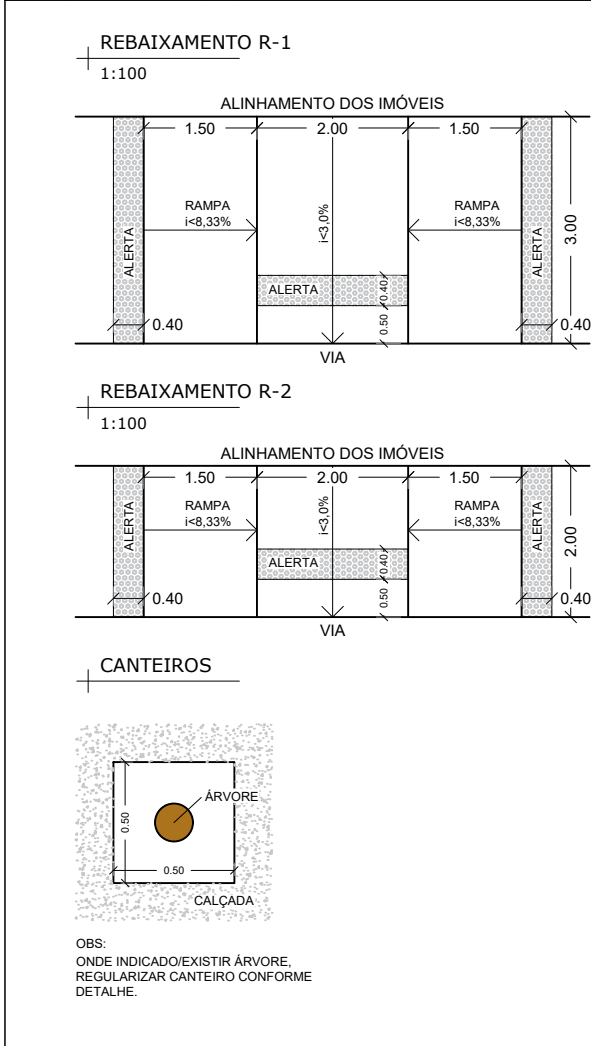 REBAIXAMENTO R-1
1:100
ALINHAMENTO DOS IMÓVEIS
1.50 2.00 1.50
RAMPA
i<8,33%
i<3,0%
RAMPA
i<8,33%
3.00
ALERTA
ALERTA
ALERTA
0.40
0.40
0.50
0.40
VIA
REBAIXAMENTO R-2
1:100
ALINHAMENTO DOS IMÓVEIS
1.50 2.00 1.50
RAMPA
i<8,33%
i<3,0%
RAMPA
i<8,33%
2.00
ALERTA
ALERTA
ALERTA
0.40
0.40
0.50
0.40
VIA
CANTEIROS
ÁRVORE
0.50
0.50
CALÇADA
OBS:
ONDE INDICADO/EXISTIR ÁRVORE,
REGULARIZAR CANTEIRO CONFORME
DETALHE.